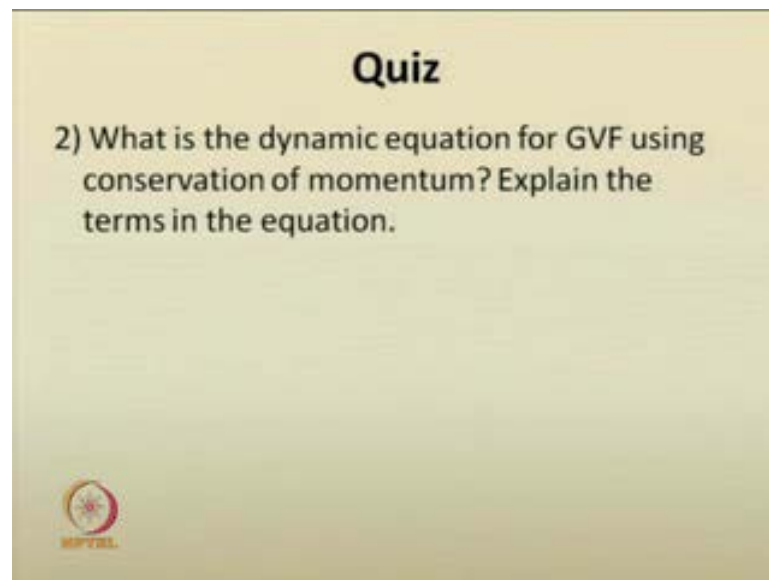 Quiz
2) What is the dynamic equation for GVF using
conservation of momentum? Explain the
terms in the equation.
NPTEL